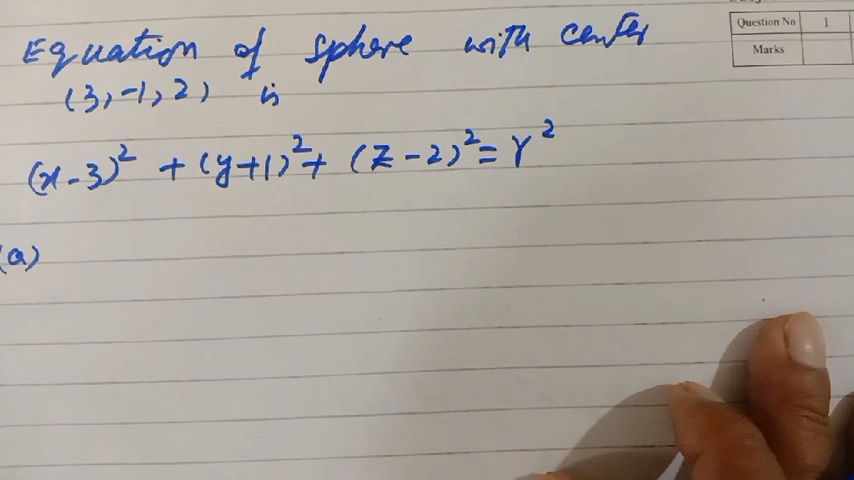 Equation of sphere with center
(3, -1, 2) is
(x - 3)² + (y + 1)² + (z - 2)² = r²
(a)
Question No 1
Marks